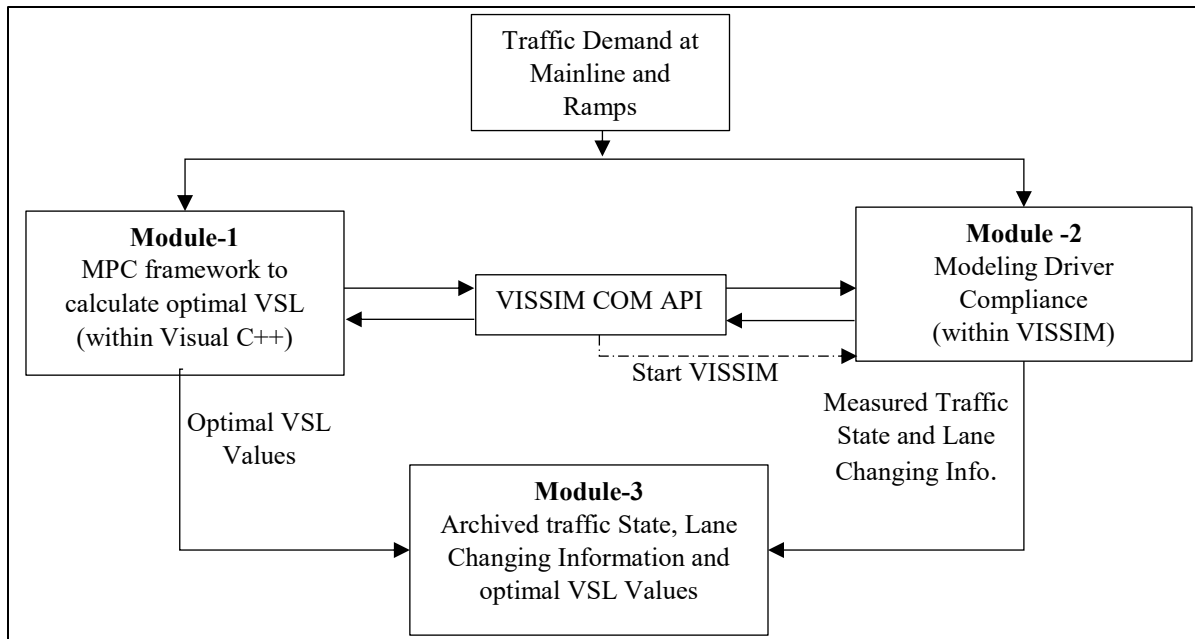 Traffic Demand at
Mainline and
Ramps
Module-1
MPC framework to
calculate optimal VSL
(within Visual C++)
VISSIM COM API
Module -2
Modeling Driver
Compliance
(within VISSIM)
Start VISSIM
Optimal VSL
Values
Measured Traffic
State and Lane
Changing Info.
Module-3
Archived traffic State, Lane
Changing Information and
optimal VSL Values